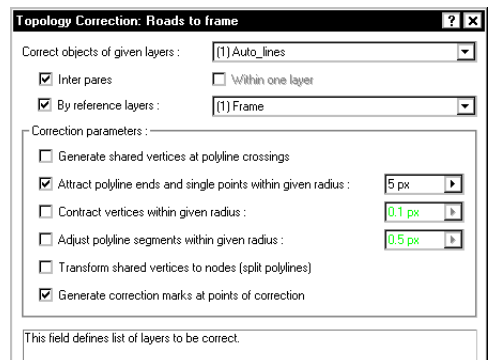 Topology Correction: Roads to frame
Correct objects of given layers : (1) Auto_lines
Inter pares Within one layer
By reference layers : (1) Frame
Correction parameters :
Generate shared vertices at polyline crossings
Attract polyline ends and single points within given radius : 5 px
Contract vertices within given radius : 0.1 px
Adjust polyline segments within given radius : 0.5 px
Transform shared vertices to nodes (split polylines)
Generate correction marks at points of correction
This field defines list of layers to be correct.